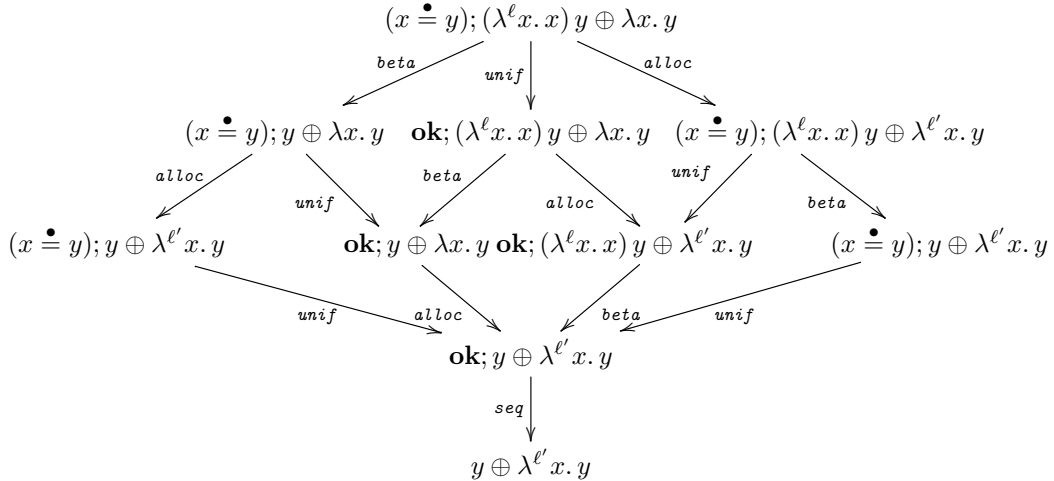 (x =• y); (λ^ℓ x. x) y ⊕ λx. y
beta unif alloc
(x =• y); y ⊕ λx. y ok; (λ^ℓ x. x) y ⊕ λx. y (x =• y); (λ^ℓ x. x) y ⊕ λ^ℓ′ x. y
alloc unif beta alloc unif beta
(x =• y); y ⊕ λ^ℓ′ x. y ok; y ⊕ λx. y ok; (λ^ℓ x. x) y ⊕ λ^ℓ′ x. y (x =• y); y ⊕ λ^ℓ′ x. y
unif alloc beta unif
ok; y ⊕ λ^ℓ′ x. y
seq
y ⊕ λ^ℓ′ x. y